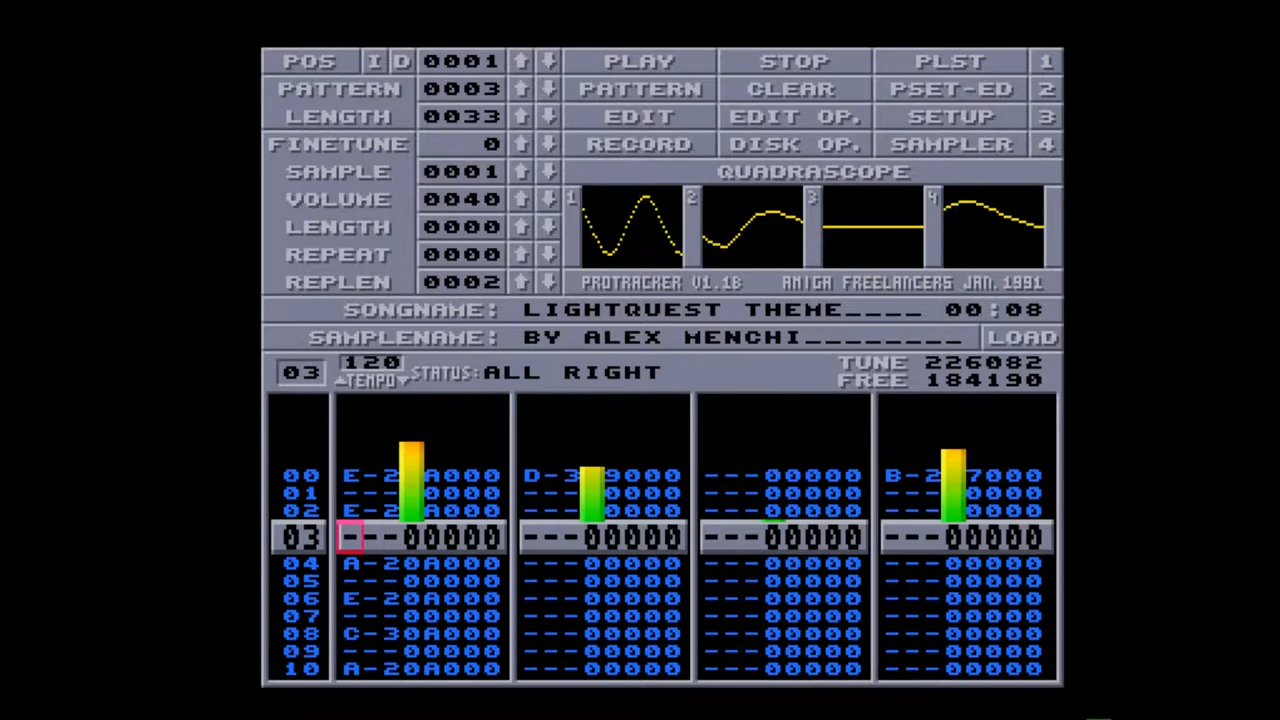 POS I D 0001 PLAY STOP PLST 1
PATTERN 0003 PATTERN CLEAR PSET-ED 2
LENGTH 0033 EDIT EDIT OP. SETUP 3
FINETUNE 0 RECORD DISK OP. SAMPLER 4
SAMPLE 0001 QUADRASCOPE
VOLUME 0040 1 2 3 4
LENGTH 0000
REPEAT 0000
REPLEN 0002 PROTRACKER V1.1B AMIGA FREELANCERS JAN.1991
SONGNAME: LIGHTQUEST THEME____ 00:08
SAMPLENAME: BY ALEX MENCHI________ LOAD
03 120 TEMPO STATUS:ALL RIGHT TUNE 226082
FREE 184190
00 E-2 A000 D-3 9000 ---00000 B-2 7000
01 --- 0000 --- 0000 ---00000 --- 0000
02 E-2 A000 --- 0000 ---00000 --- 0000
03 ---00000 ---00000 ---00000 ---00000
04 A-20A000 ---00000 ---00000 ---00000
05 ---00000 ---00000 ---00000 ---00000
06 E-20A000 ---00000 ---00000 ---00000
07 ---00000 ---00000 ---00000 ---00000
08 C-30A000 ---00000 ---00000 ---00000
09 ---00000 ---00000 ---00000 ---00000
10 A-20A000 ---00000 ---00000 ---00000